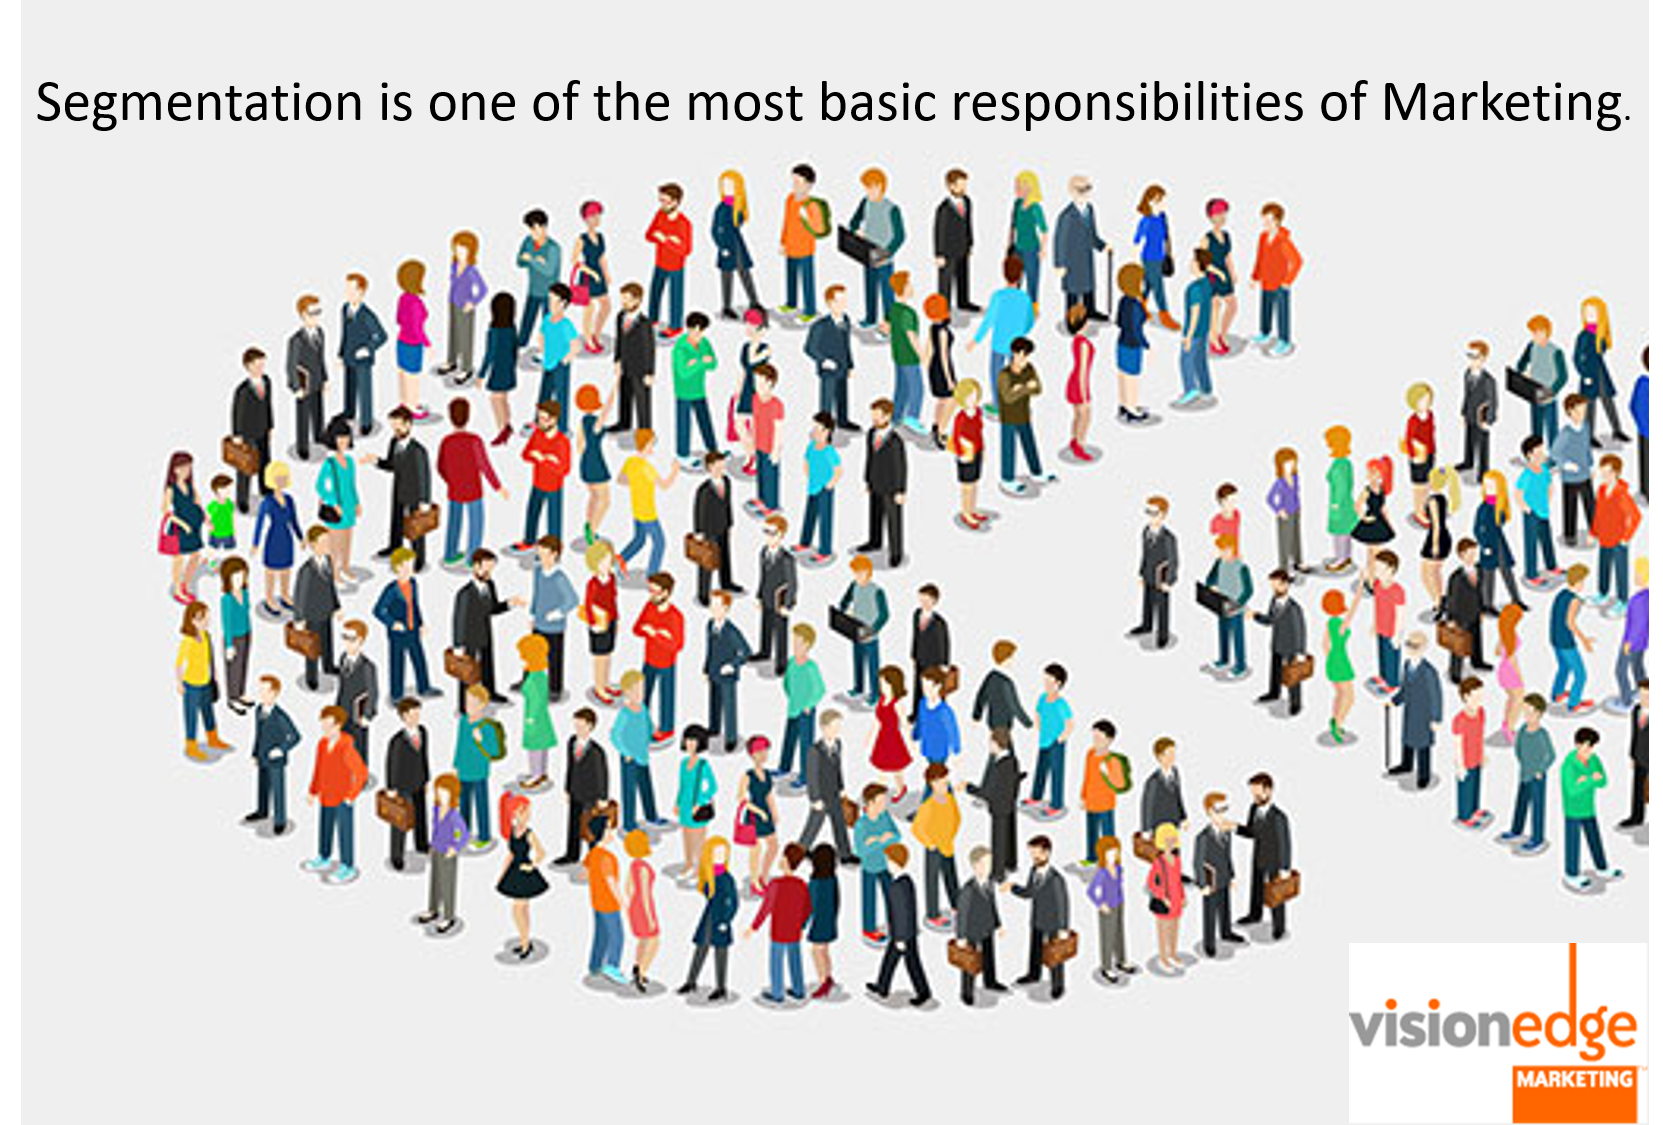 Segmentation is one of the most basic responsibilities of Marketing.
visionedge
MARKETING